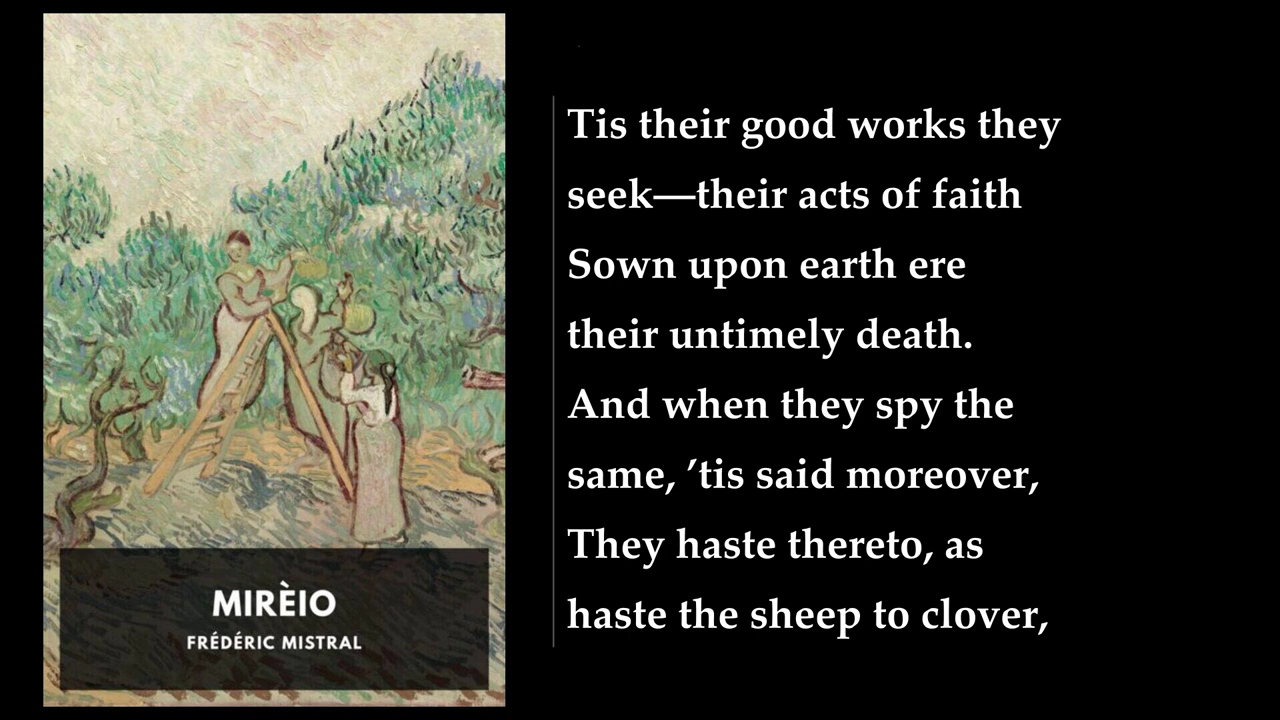 MIRÈIO
FRÉDÉRIC MISTRAL
Tis their good works they
seek—their acts of faith
Sown upon earth ere
their untimely death.
And when they spy the
same, ’tis said moreover,
They haste thereto, as
haste the sheep to clover,